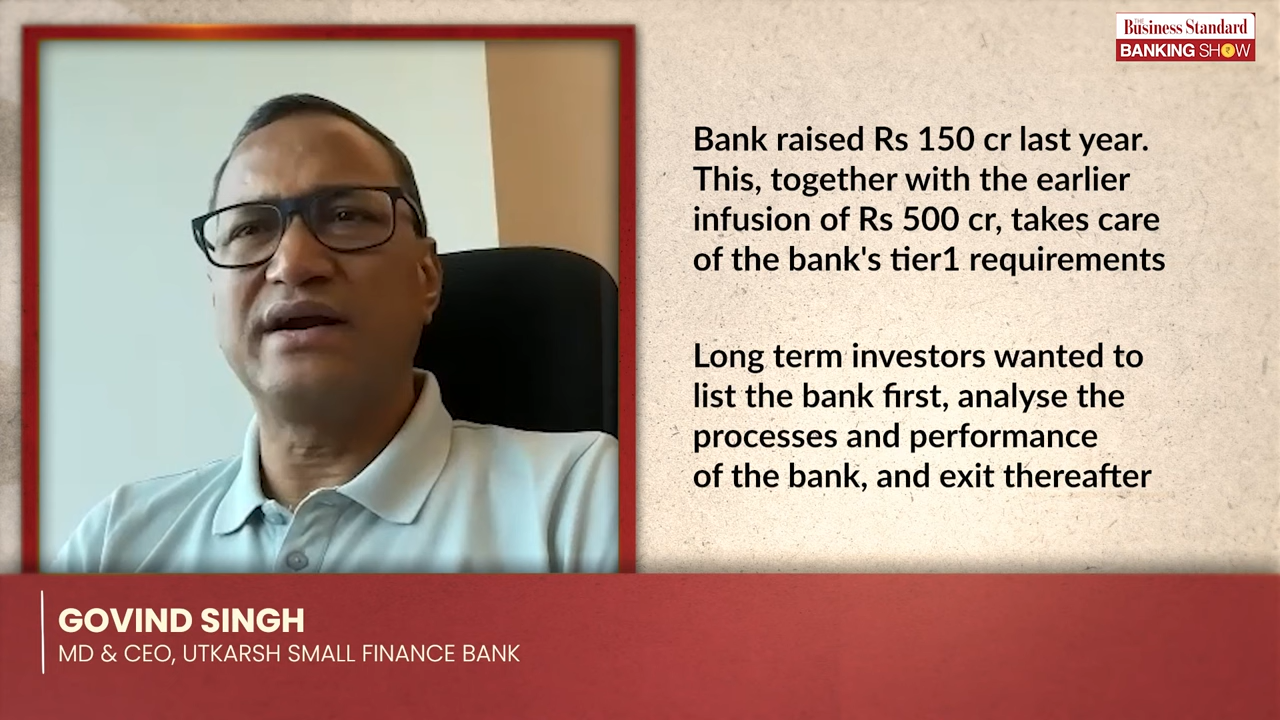 THE
Business Standard
BANKING SHOW
Bank raised Rs 150 cr last year.
This, together with the earlier
infusion of Rs 500 cr, takes care
of the bank's tier1 requirements
Long term investors wanted to
list the bank first, analyse the
processes and performance
of the bank, and exit thereafter
GOVIND SINGH
MD & CEO, UTKARSH SMALL FINANCE BANK